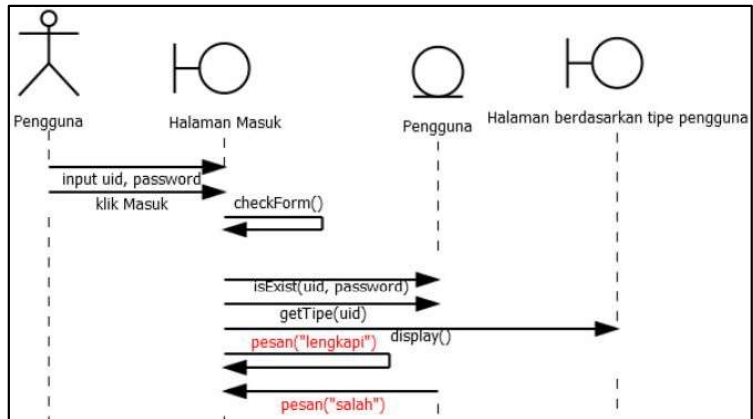 Pengguna
Halaman Masuk
Pengguna
Halaman berdasarkan tipe pengguna
input uid, password
klik Masuk
checkForm()
isExist(uid, password)
getTipe(uid)
display()
pesan("lengkapi")
pesan("salah")